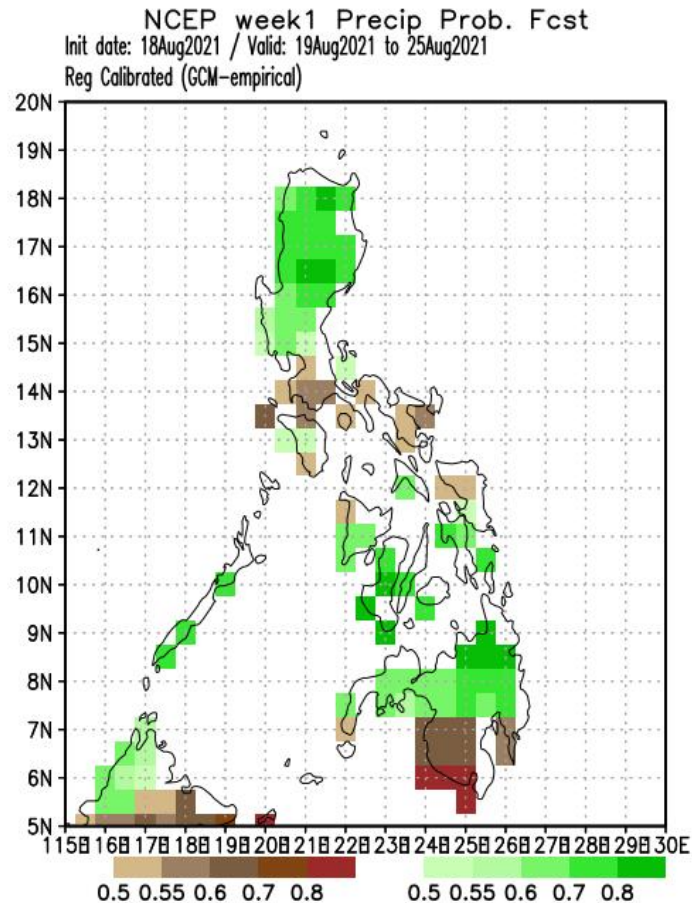 NCEP week1 Precip Prob. Fcst
Init date: 18Aug2021 / Valid: 19Aug2021 to 25Aug2021
Reg Calibrated (GCM-empirical)
20N
19N
18N
17N
16N
15N
14N
13N
12N
11N
10N
9N
8N
7N
6N
5N
115E 116E 117E 118E 119E 120E 121E 122E 123E 124E 125E 126E 127E 128E 129E 130E
0.5 0.55 0.6 0.7 0.8 0.5 0.55 0.6 0.7 0.8